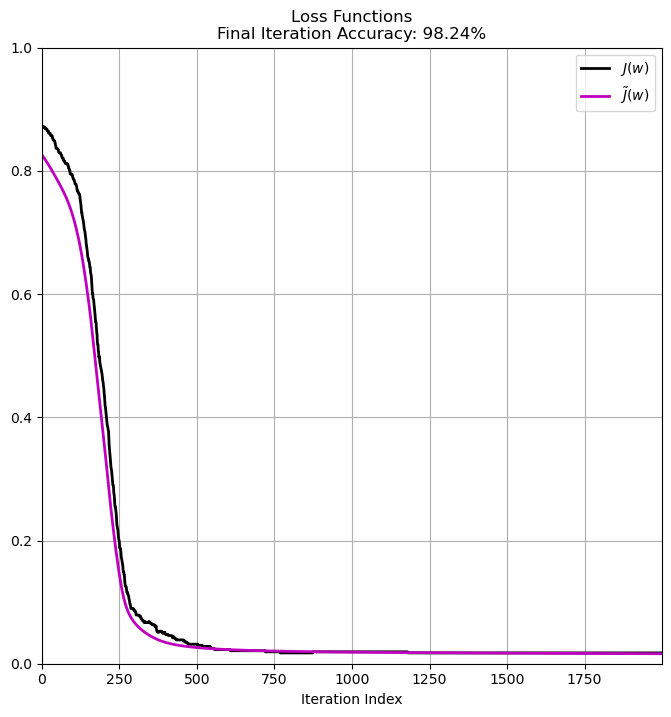 Loss Functions
Final Iteration Accuracy: 98.24%
1.0
J(w)
J̃(w)
0.8
0.6
0.4
0.2
0.0
0 250 500 750 1000 1250 1500 1750
Iteration Index